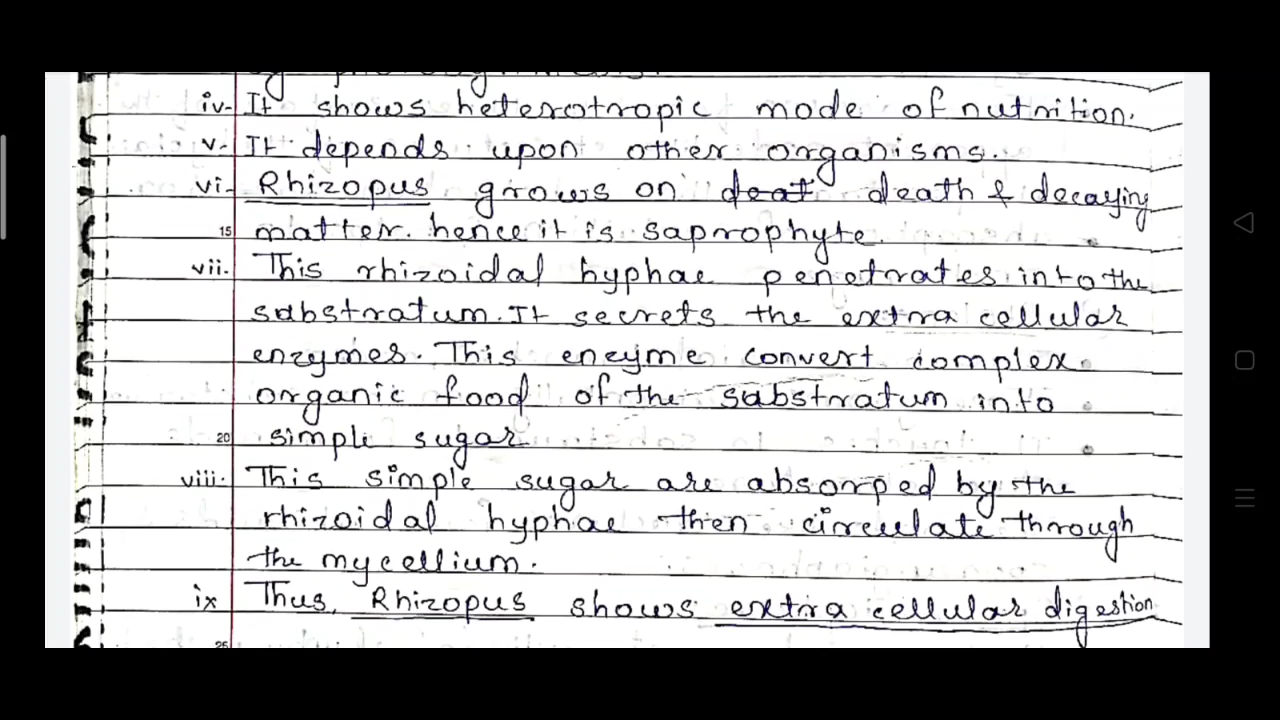 iv- It shows heterotropic mode of nutrition.
v- It depends upon other organisms.
vi- Rhizopus grows on deat death & decaying
15 matter. hence it is saprophyte.
vii. This rhizoidal hyphae penetrates into the
substratum. It secrets the extra cellular
enzymes. This enzyme convert complex
organic food of the substratum into
20 simple sugar
viii. This simple sugar are absorped by the
rhizoidal hyphae then circulate through
the mycellium.
ix Thus, Rhizopus shows extra cellular digestion
25